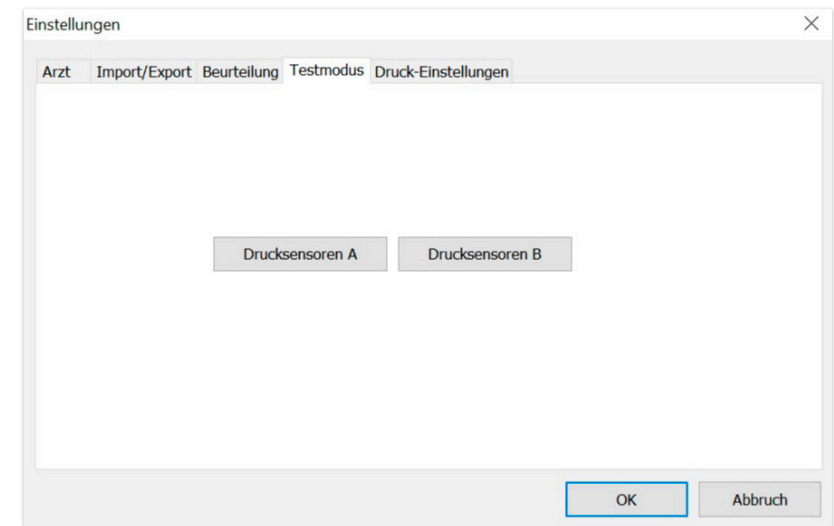 Einstellungen
Arzt Import/Export Beurteilung Testmodus Druck-Einstellungen
Drucksensoren A Drucksensoren B
OK Abbruch